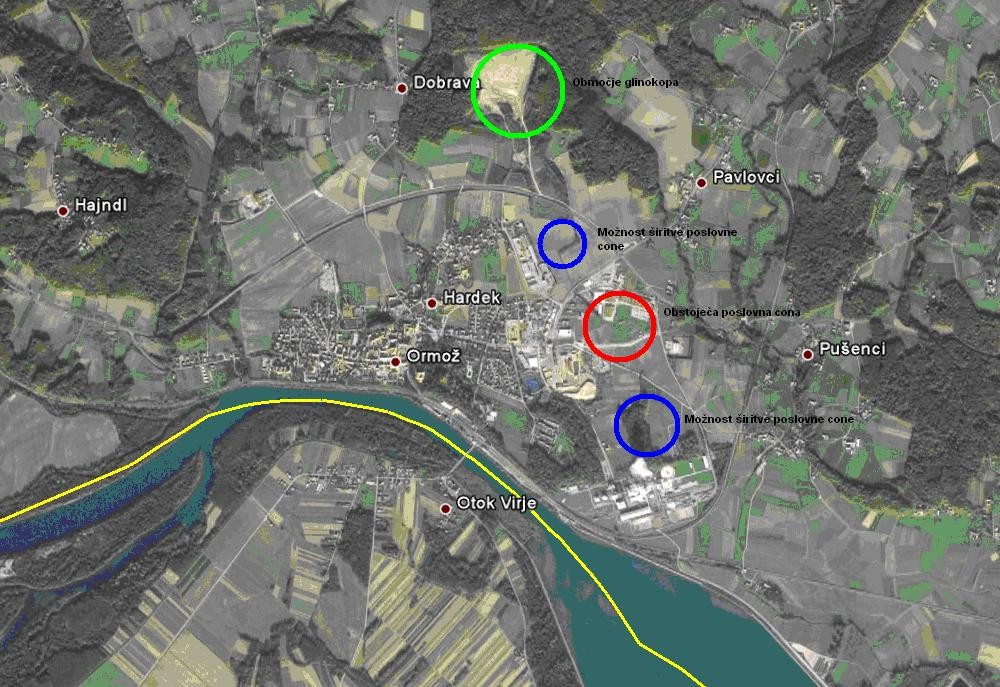 Dobrava
Območje glinokopa
Pavlovci
Hajndl
Možnost širitve poslovne
cone
Hardek
Obstoječa poslovna cona
Ormož
Pušenci
Možnost širitve poslovne cone
Otok Virje